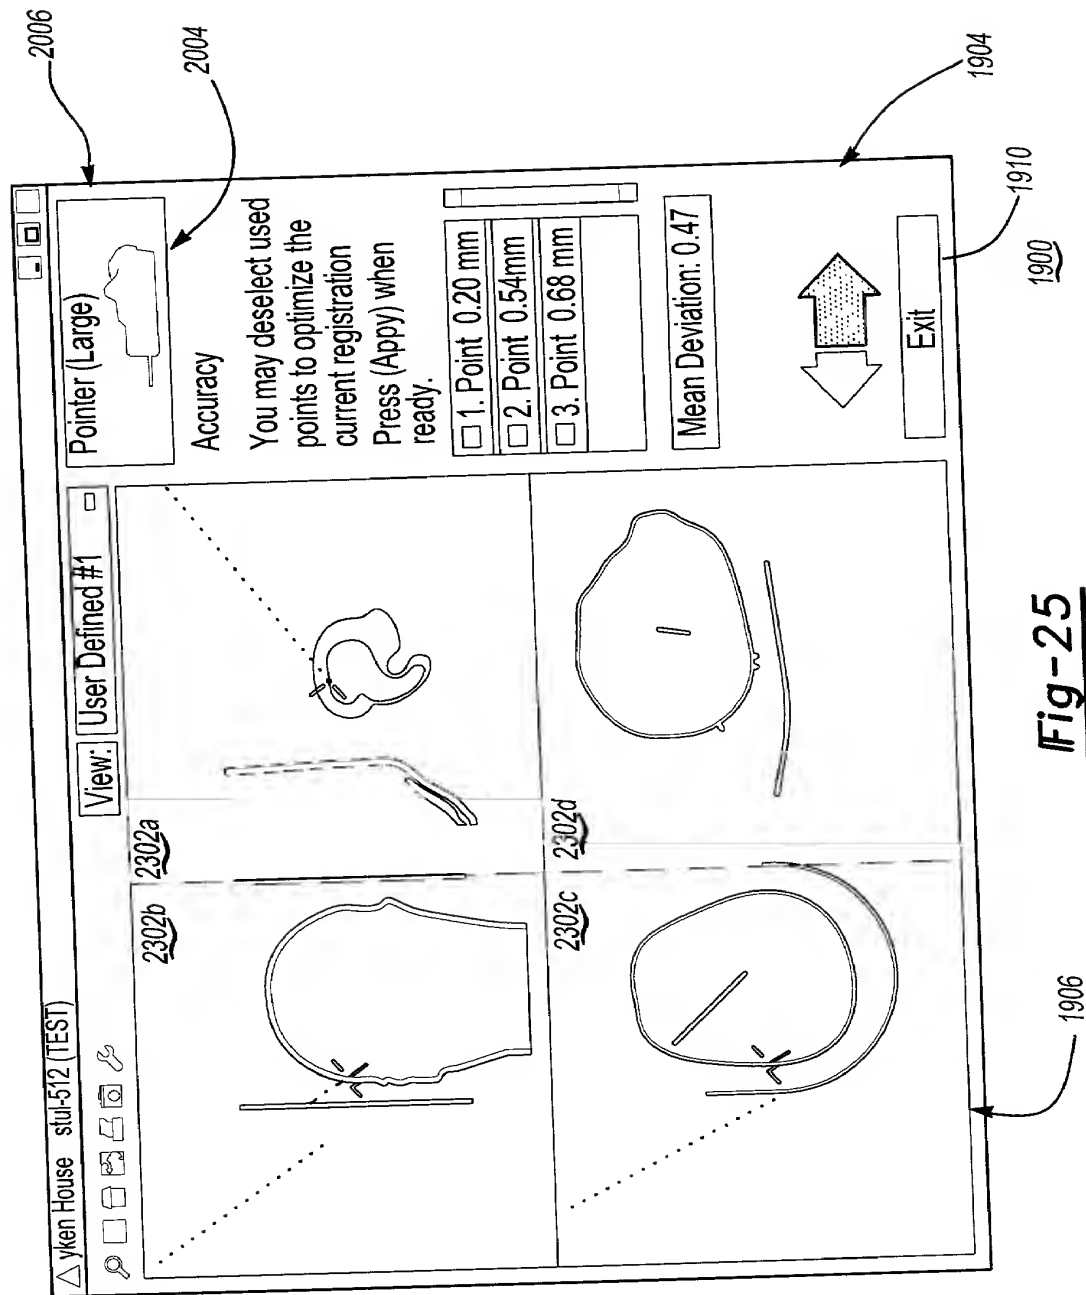 △ yken House stul-512 (TEST)
View: User Defined #1
2302b
2302a
2302c
2302d
Pointer (Large)
Accuracy
You may deselect used
points to optimize the
current registration
Press (Appy) when
ready.
1. Point 0.20 mm
2. Point 0.54mm
3. Point 0.68 mm
Mean Deviation: 0.47
Exit
2006
2004
1904
1910
1900
1906
Fig-25